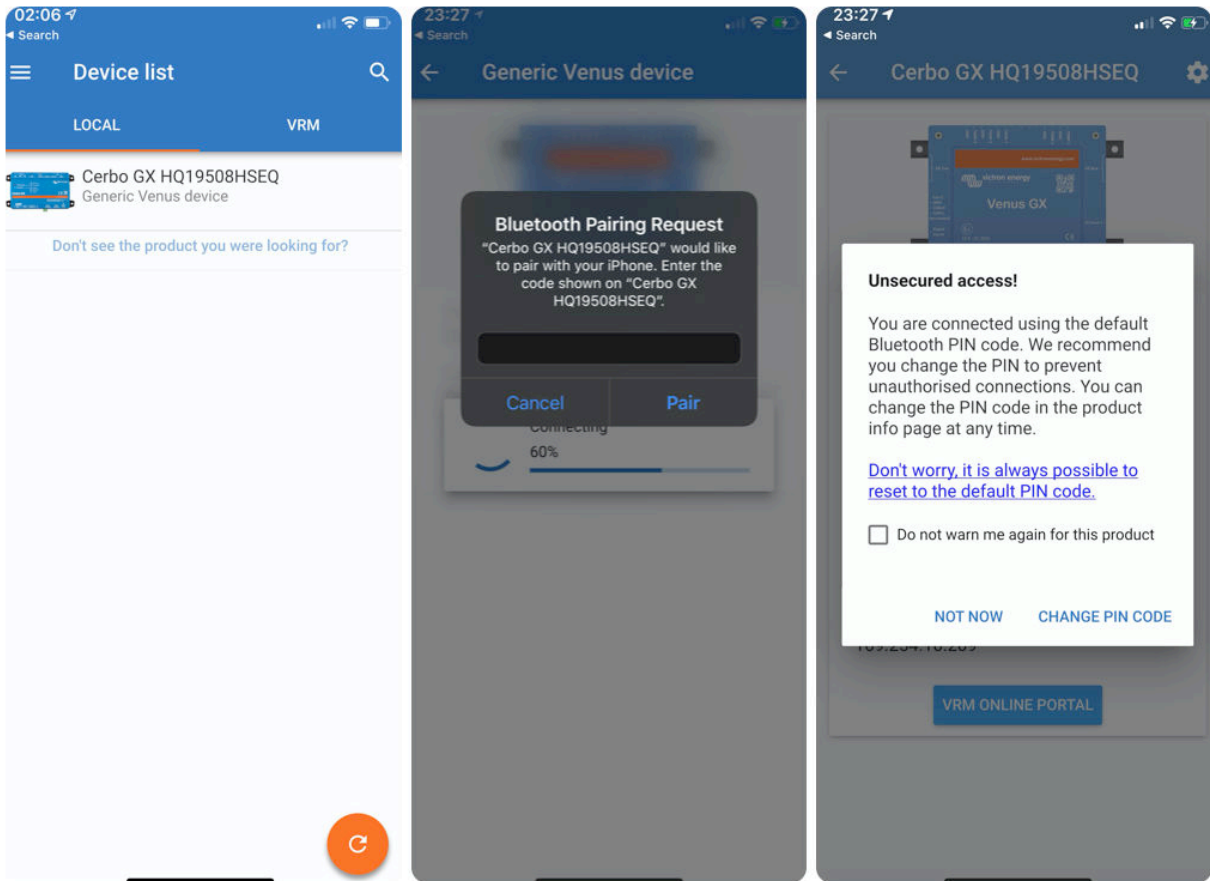 02:06
Search
Device list
LOCAL
VRM
Cerbo GX HQ19508HSEQ
Generic Venus device
Don't see the product you were looking for?
23:27
Search
Generic Venus device
Bluetooth Pairing Request
“Cerbo GX HQ19508HSEQ” would like
to pair with your iPhone. Enter the
code shown on “Cerbo GX
HQ19508HSEQ”.
Cancel
Pair
Connecting
60%
23:27
Search
Cerbo GX HQ19508HSEQ
victron energy
Venus GX
Unsecured access!
You are connected using the default
Bluetooth PIN code. We recommend
you change the PIN to prevent
unauthorised connections. You can
change the PIN code in the product
info page at any time.
Don't worry, it is always possible to
reset to the default PIN code.
Do not warn me again for this product
NOT NOW
CHANGE PIN CODE
VRM ONLINE PORTAL